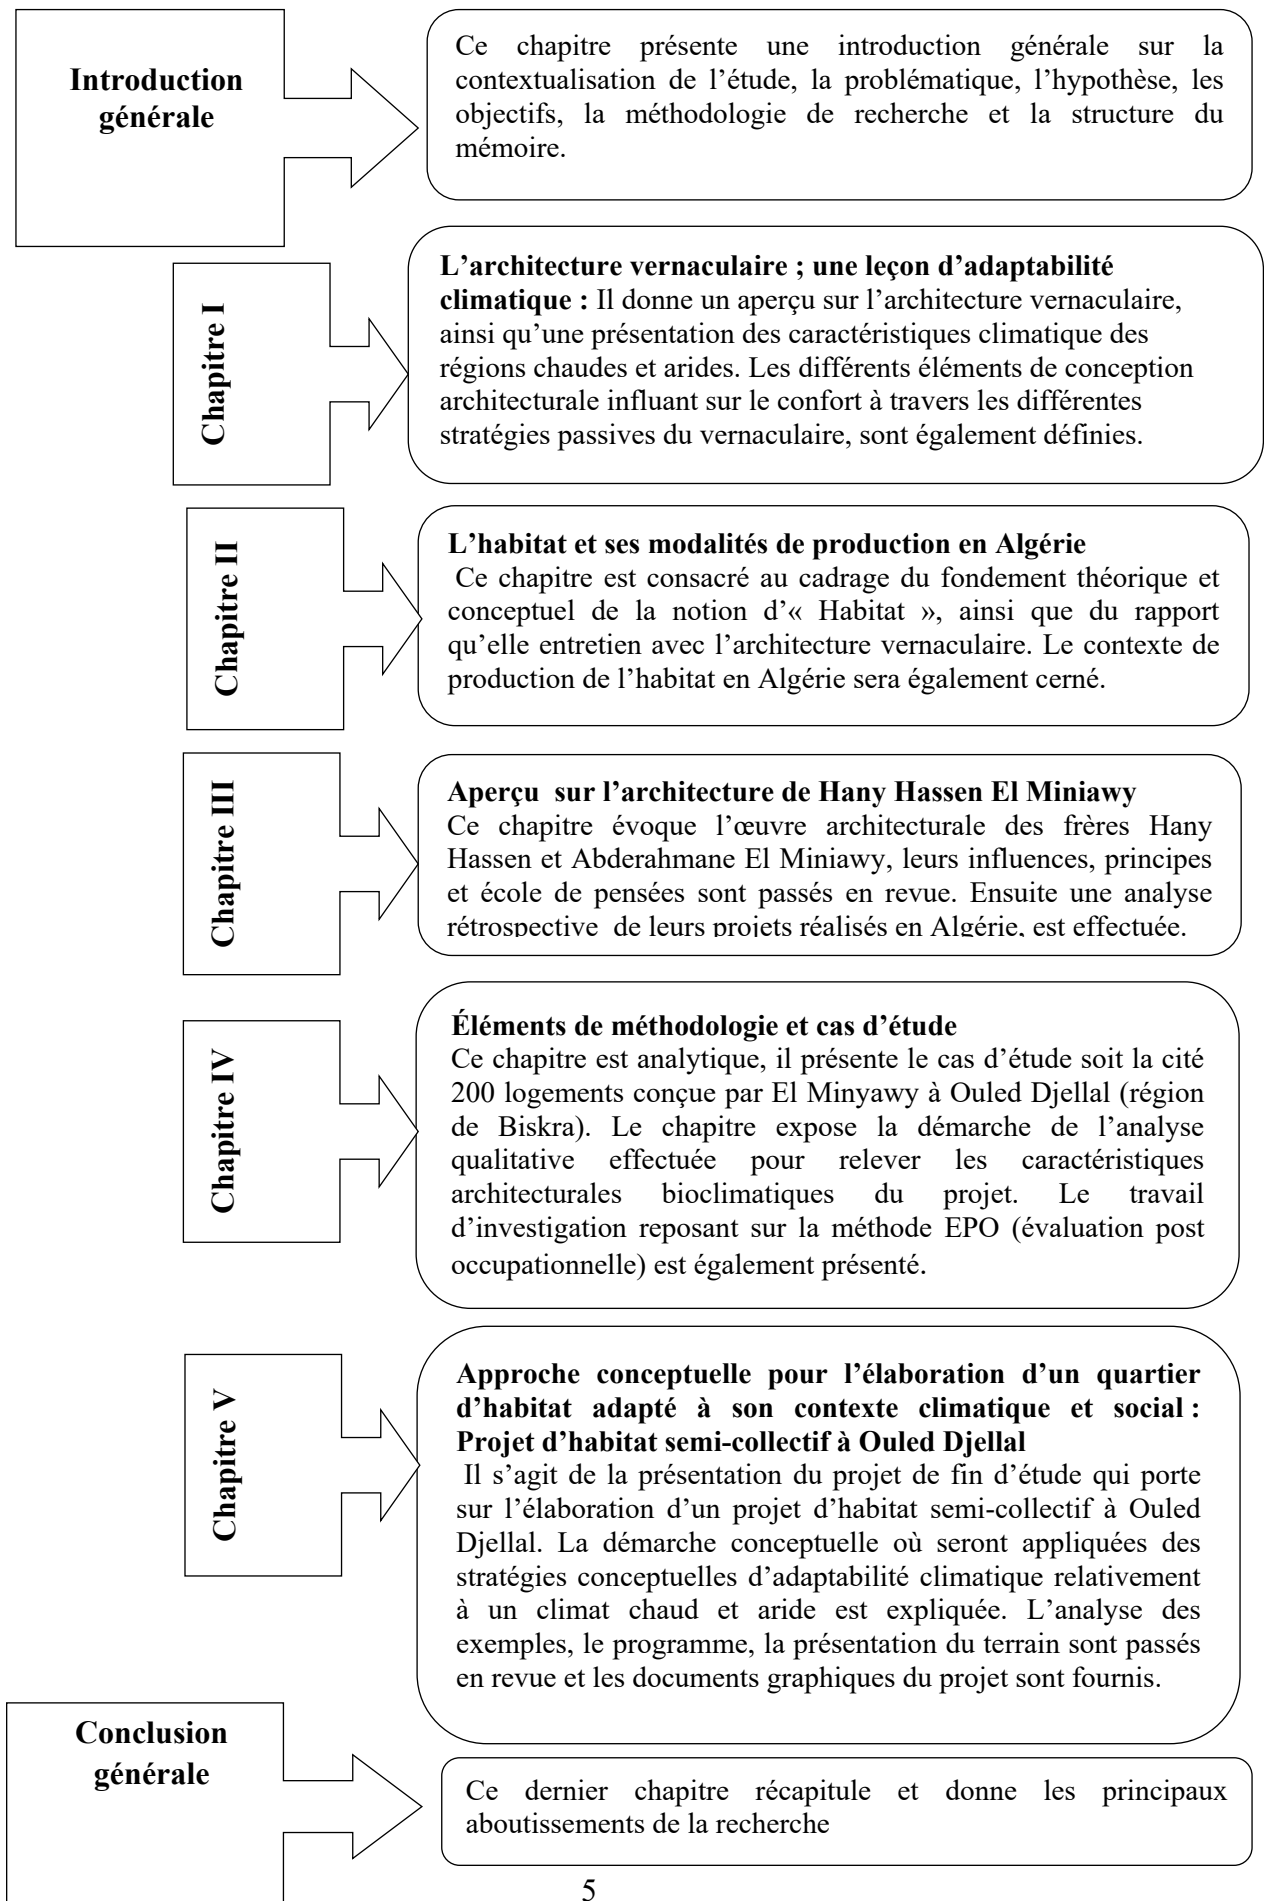 Introduction
générale
Ce chapitre présente une introduction générale sur la
contextualisation de l’étude, la problématique, l’hypothèse, les
objectifs, la méthodologie de recherche et la structure du
mémoire.
Chapitre I
L’architecture vernaculaire ; une leçon d’adaptabilité
climatique : Il donne un aperçu sur l’architecture vernaculaire,
ainsi qu’une présentation des caractéristiques climatique des
régions chaudes et arides. Les différents éléments de conception
architecturale influant sur le confort à travers les différentes
stratégies passives du vernaculaire, sont également définies.
Chapitre II
L’habitat et ses modalités de production en Algérie
Ce chapitre est consacré au cadrage du fondement théorique et
conceptuel de la notion d’« Habitat », ainsi que du rapport
qu’elle entretien avec l’architecture vernaculaire. Le contexte de
production de l’habitat en Algérie sera également cerné.
Chapitre III
Aperçu sur l’architecture de Hany Hassen El Miniawy
Ce chapitre évoque l’œuvre architecturale des frères Hany
Hassen et Abderahmane El Miniawy, leurs influences, principes
et école de pensées sont passés en revue. Ensuite une analyse
rétrospective de leurs projets réalisés en Algérie, est effectuée.
Chapitre IV
Éléments de méthodologie et cas d’étude
Ce chapitre est analytique, il présente le cas d’étude soit la cité
200 logements conçue par El Minyawy à Ouled Djellal (région
de Biskra). Le chapitre expose la démarche de l’analyse
qualitative effectuée pour relever les caractéristiques
architecturales bioclimatiques du projet. Le travail
d’investigation reposant sur la méthode EPO (évaluation post
occupationnelle) est également présenté.
Chapitre V
Approche conceptuelle pour l’élaboration d’un quartier
d’habitat adapté à son contexte climatique et social :
Projet d’habitat semi-collectif à Ouled Djellal
Il s’agit de la présentation du projet de fin d’étude qui porte
sur l’élaboration d’un projet d’habitat semi-collectif à Ouled
Djellal. La démarche conceptuelle où seront appliquées des
stratégies conceptuelles d’adaptabilité climatique relativement
à un climat chaud et aride est expliquée. L’analyse des
exemples, le programme, la présentation du terrain sont passés
en revue et les documents graphiques du projet sont fournis.
Conclusion
générale
Ce dernier chapitre récapitule et donne les principaux
aboutissements de la recherche
5